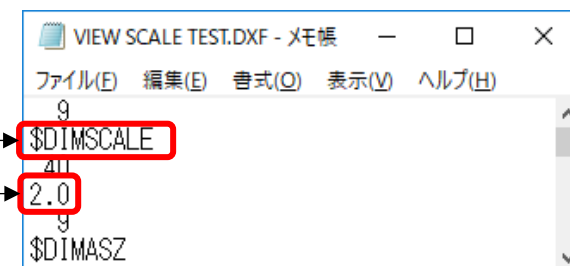 VIEW SCALE TEST.DXF - メモ帳
ファイル(F) 編集(E) 書式(O) 表示(V) ヘルプ(H)
9
$DIMSCALE
40
2.0
9
$DIMASZ